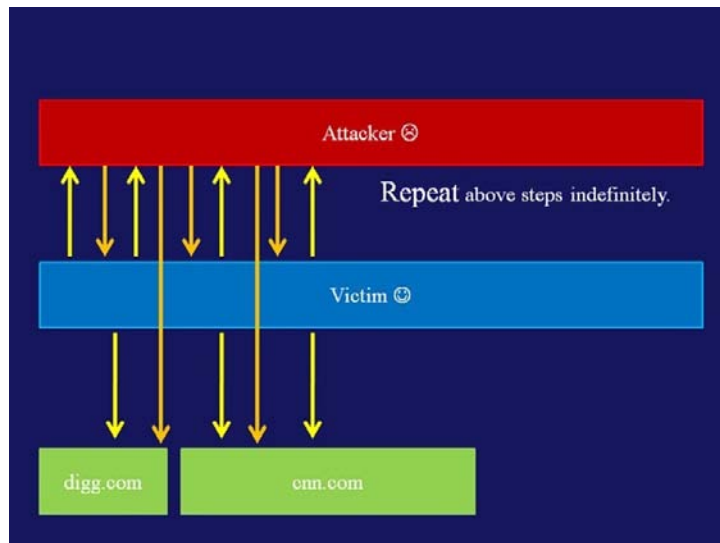 Attacker ☹
Repeat above steps indefinitely.
Victim ☺
digg.com
cnn.com